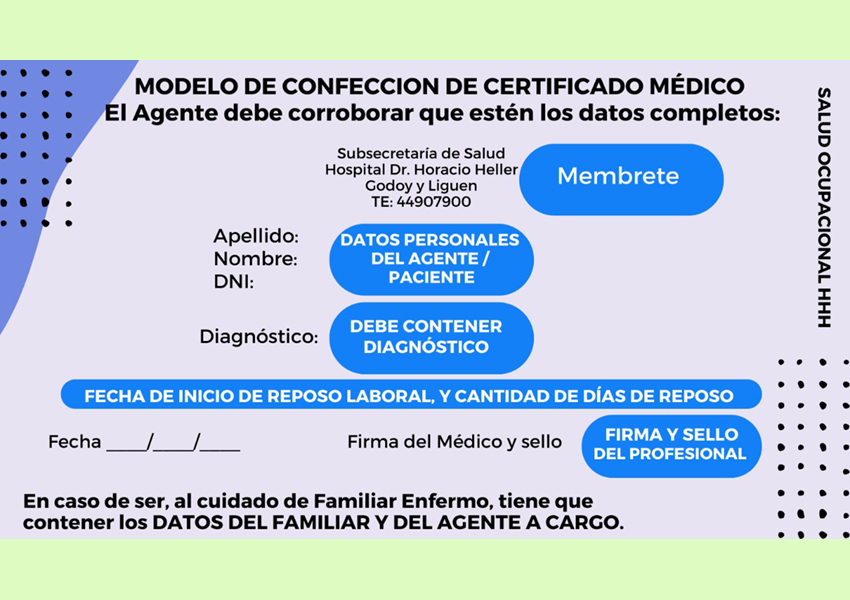 MODELO DE CONFECCION DE CERTIFICADO MÉDICO
El Agente debe corroborar que estén los datos completos:
Subsecretaría de Salud
Hospital Dr. Horacio Heller
Godoy y Liguen
TE: 44907900
Membrete
Apellido:
Nombre:
DNI:
DATOS PERSONALES
DEL AGENTE /
PACIENTE
Diagnóstico:
DEBE CONTENER
DIAGNÓSTICO
FECHA DE INICIO DE REPOSO LABORAL, Y CANTIDAD DE DÍAS DE REPOSO
Fecha ____/____/____
Firma del Médico y sello
FIRMA Y SELLO
DEL PROFESIONAL
En caso de ser, al cuidado de Familiar Enfermo, tiene que
contener los DATOS DEL FAMILIAR Y DEL AGENTE A CARGO.
SALUD OCUPACIONAL HHH